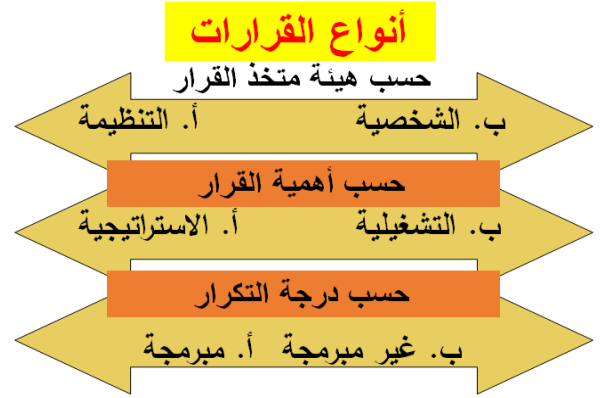 أنواع القرارات
حسب هيئة متخذ القرار
ب. الشخصية أ. التنظيمة
حسب أهمية القرار
ب. التشغيلية أ. الاستراتيجية
حسب درجة التكرار
ب. غير مبرمجة أ. مبرمجة